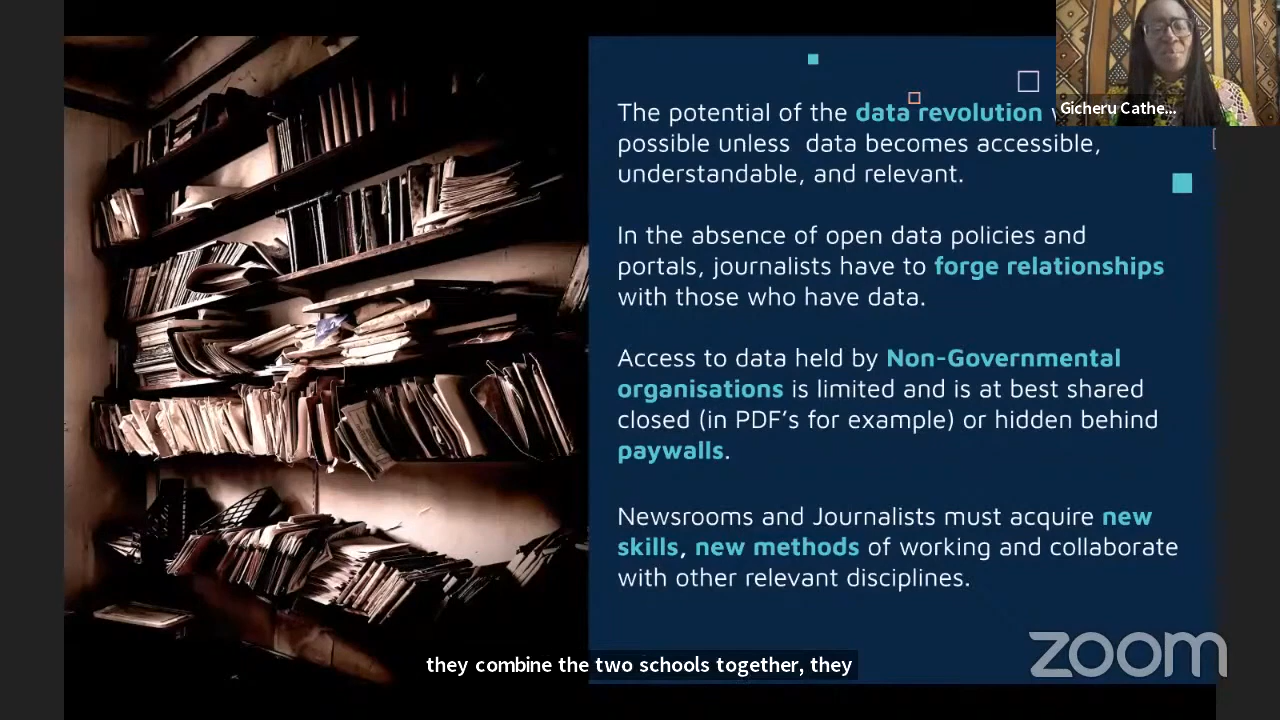 The potential of the data revolution
possible unless  data becomes accessible,
understandable, and relevant.
In the absence of open data policies and
portals, journalists have to forge relationships
with those who have data.
Access to data held by Non-Governmental
organisations is limited and is at best shared
closed (in PDF’s for example) or hidden behind
paywalls.
Newsrooms and Journalists must acquire new
skills, new methods of working and collaborate
with other relevant disciplines.
Gicheru Cathe...
they combine the two schools together, they
zoom